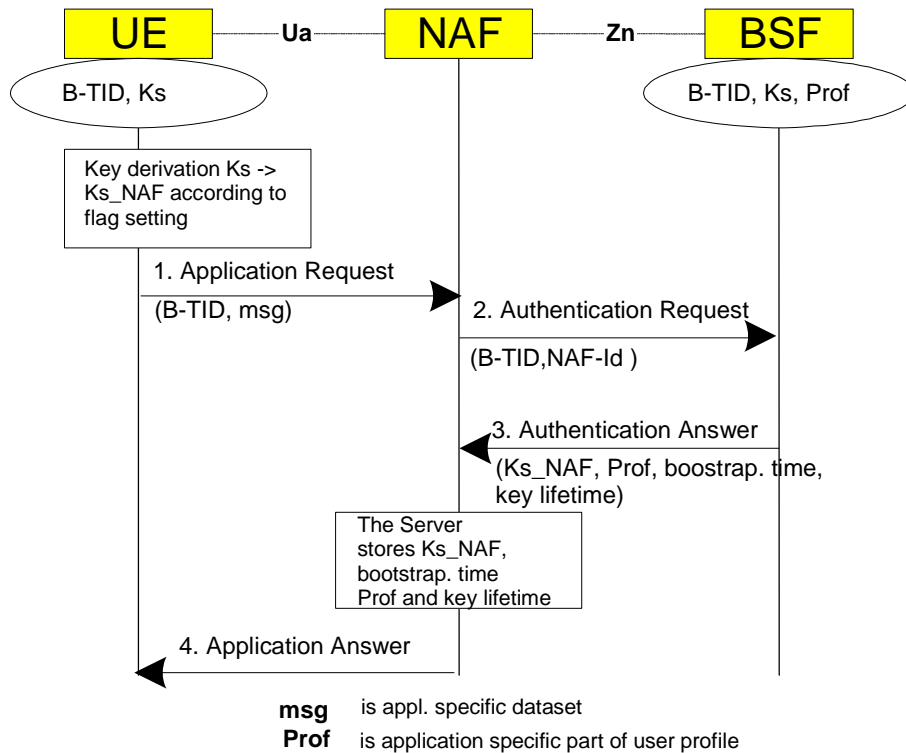 UE Ua NAF Zn BSF
B-TID, Ks
B-TID, Ks, Prof
Key derivation Ks ->
Ks_NAF according to
flag setting
1. Application Request
(B-TID, msg)
2. Authentication Request
(B-TID,NAF-Id )
3. Authentication Answer
(Ks_NAF, Prof, boostrap. time,
key lifetime)
The Server
stores Ks_NAF,
bootstrap. time
Prof and key lifetime
4. Application Answer
msg is appl. specific dataset
Prof is application specific part of user profile